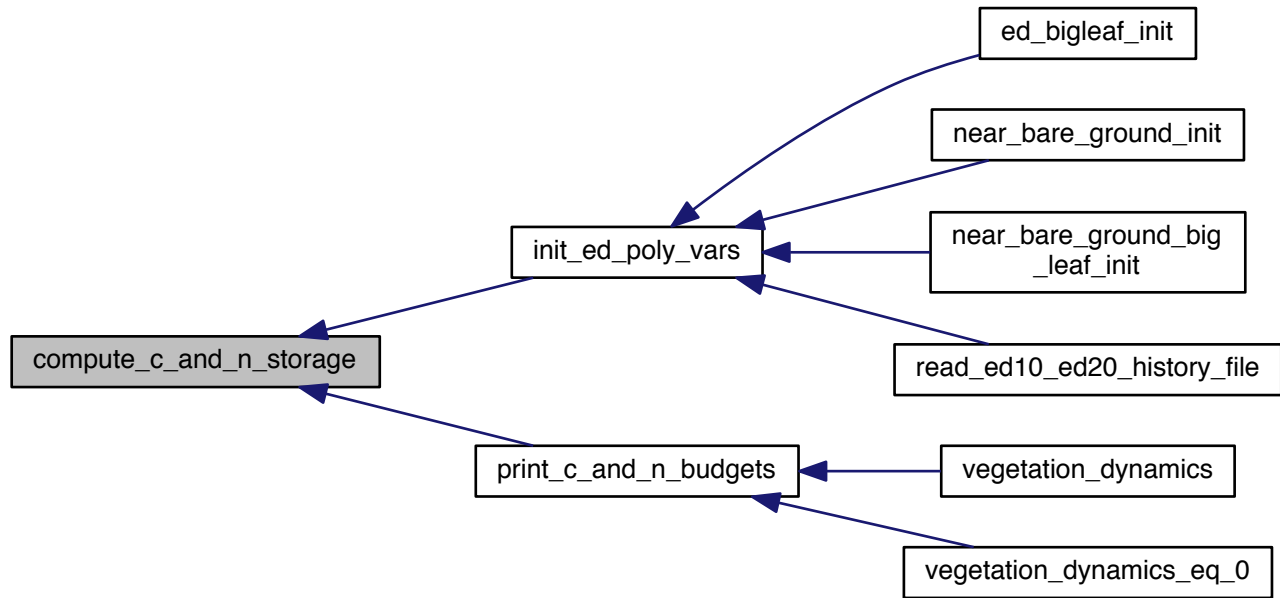 ed_bigleaf_init
near_bare_ground_init
near_bare_ground_big
_leaf_init
init_ed_poly_vars
read_ed10_ed20_history_file
compute_c_and_n_storage
print_c_and_n_budgets
vegetation_dynamics
vegetation_dynamics_eq_0